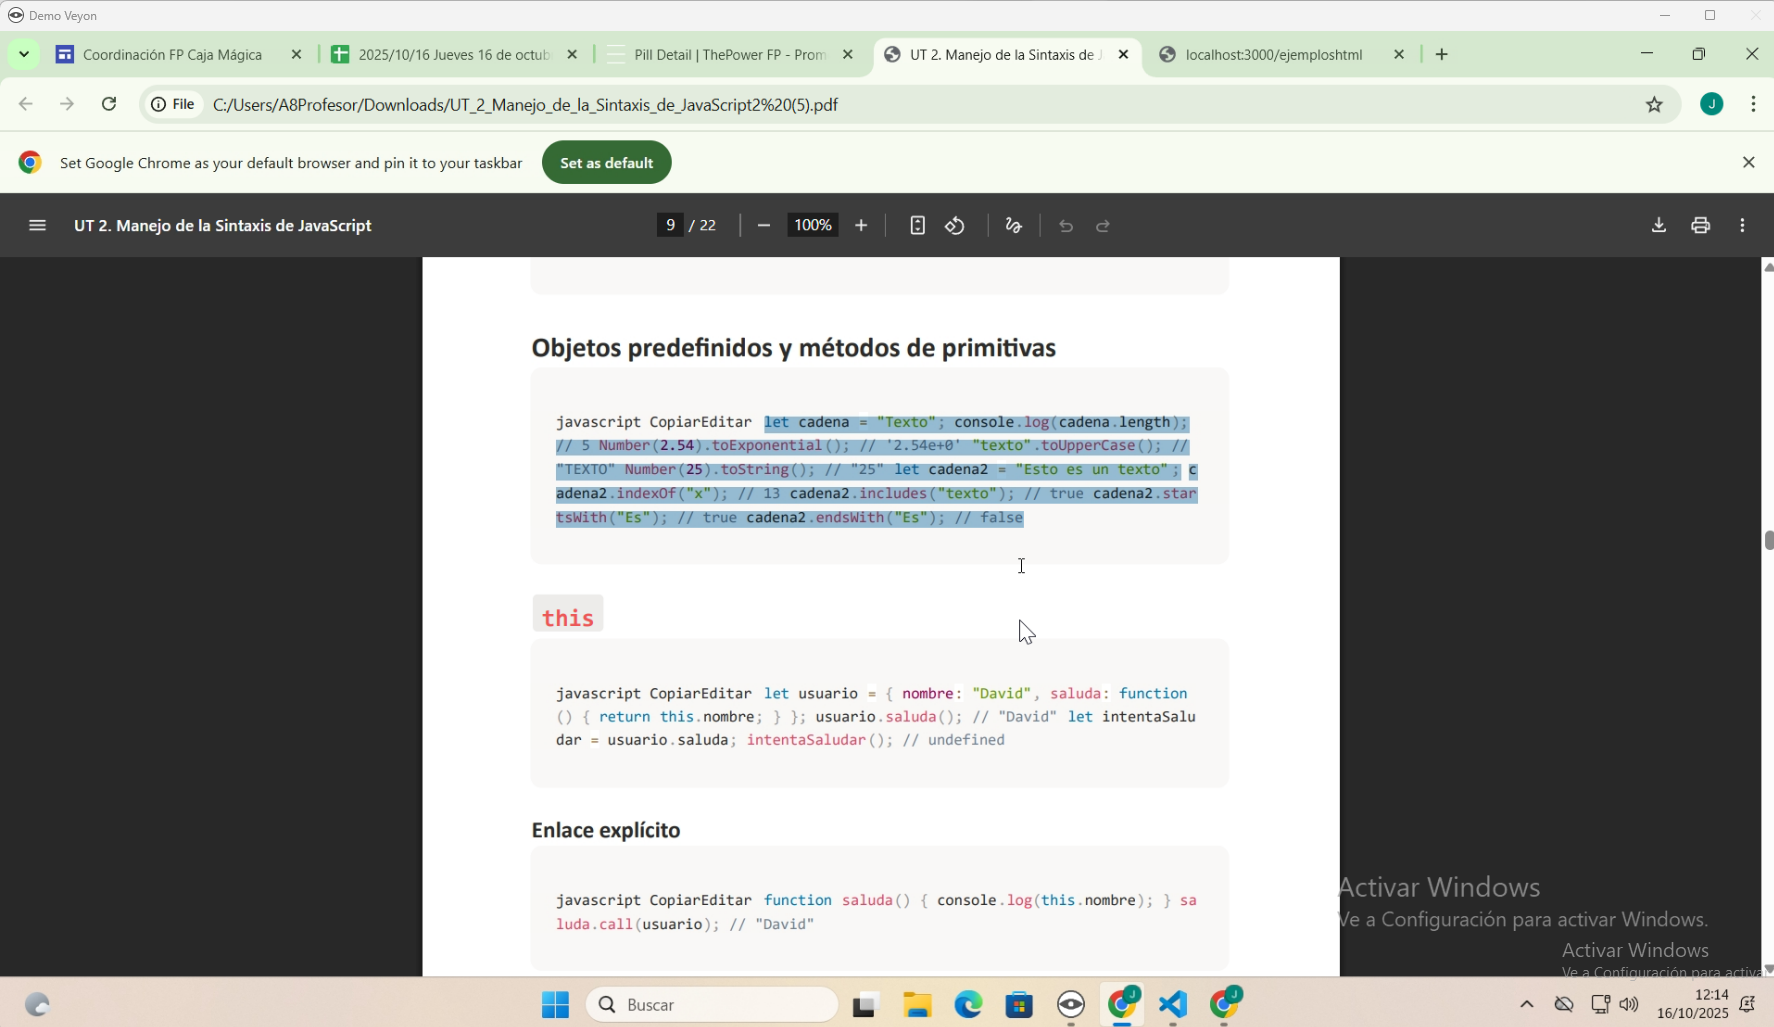 Demo Veyon
Coordinación FP Caja Mágica
2025/10/16 Jueves 16 de octub
Pill Detail | ThePower FP - Prom
UT 2. Manejo de la Sintaxis de J
localhost:3000/ejemploshtml
File
C:/Users/A8Profesor/Downloads/UT_2_Manejo_de_la_Sintaxis_de_JavaScript2%20(5).pdf
J
Set Google Chrome as your default browser and pin it to your taskbar
Set as default
UT 2. Manejo de la Sintaxis de JavaScript
9 / 22
100%
Objetos predefinidos y métodos de primitivas
javascript CopiarEditar let cadena = "Texto"; console.log(cadena.length);
// 5 Number(2.54).toExponential(); // '2.54e+0' "texto".toUpperCase(); //
"TEXTO" Number(25).toString(); // "25" let cadena2 = "Esto es un texto"; c
adena2.indexOf("x"); // 13 cadena2.includes("texto"); // true cadena2.star
tsWith("Es"); // true cadena2.endsWith("Es"); // false
this
javascript CopiarEditar let usuario = { nombre: "David", saluda: function
() { return this.nombre; } }; usuario.saluda(); // "David" let intentaSalu
dar = usuario.saluda; intentaSaludar(); // undefined
Enlace explícito
javascript CopiarEditar function saluda() { console.log(this.nombre); } sa
luda.call(usuario); // "David"
Activar Windows
Ve a Configuración para activar Windows.
Activar Windows
Ve a Configuración para activa
Buscar
J
J
12:14
16/10/2025